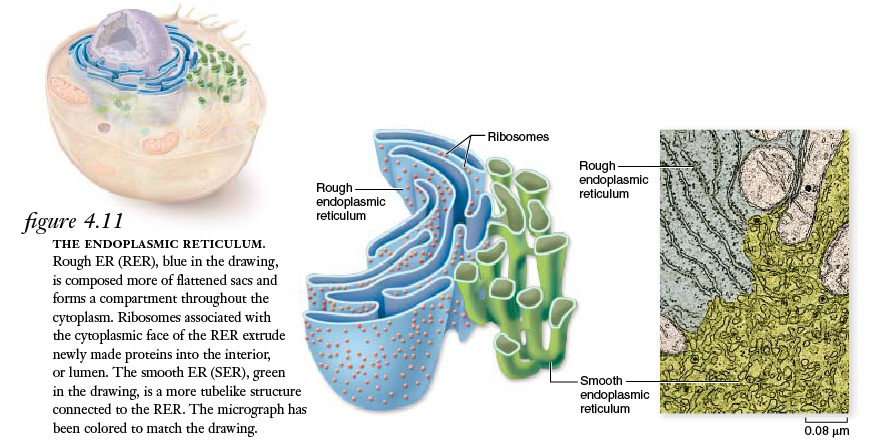 Ribosomes
Rough
endoplasmic
reticulum
Rough
endoplasmic
reticulum
figure 4.11
THE ENDOPLASMIC RETICULUM.
Rough ER (RER), blue in the drawing,
is composed more of flattened sacs and
forms a compartment throughout the
cytoplasm. Ribosomes associated with
the cytoplasmic face of the RER extrude
newly made proteins into the interior,
or lumen. The smooth ER (SER), green
in the drawing, is a more tubelike structure
connected to the RER. The micrograph has
been colored to match the drawing.
Smooth
endoplasmic
reticulum
0.08 μm